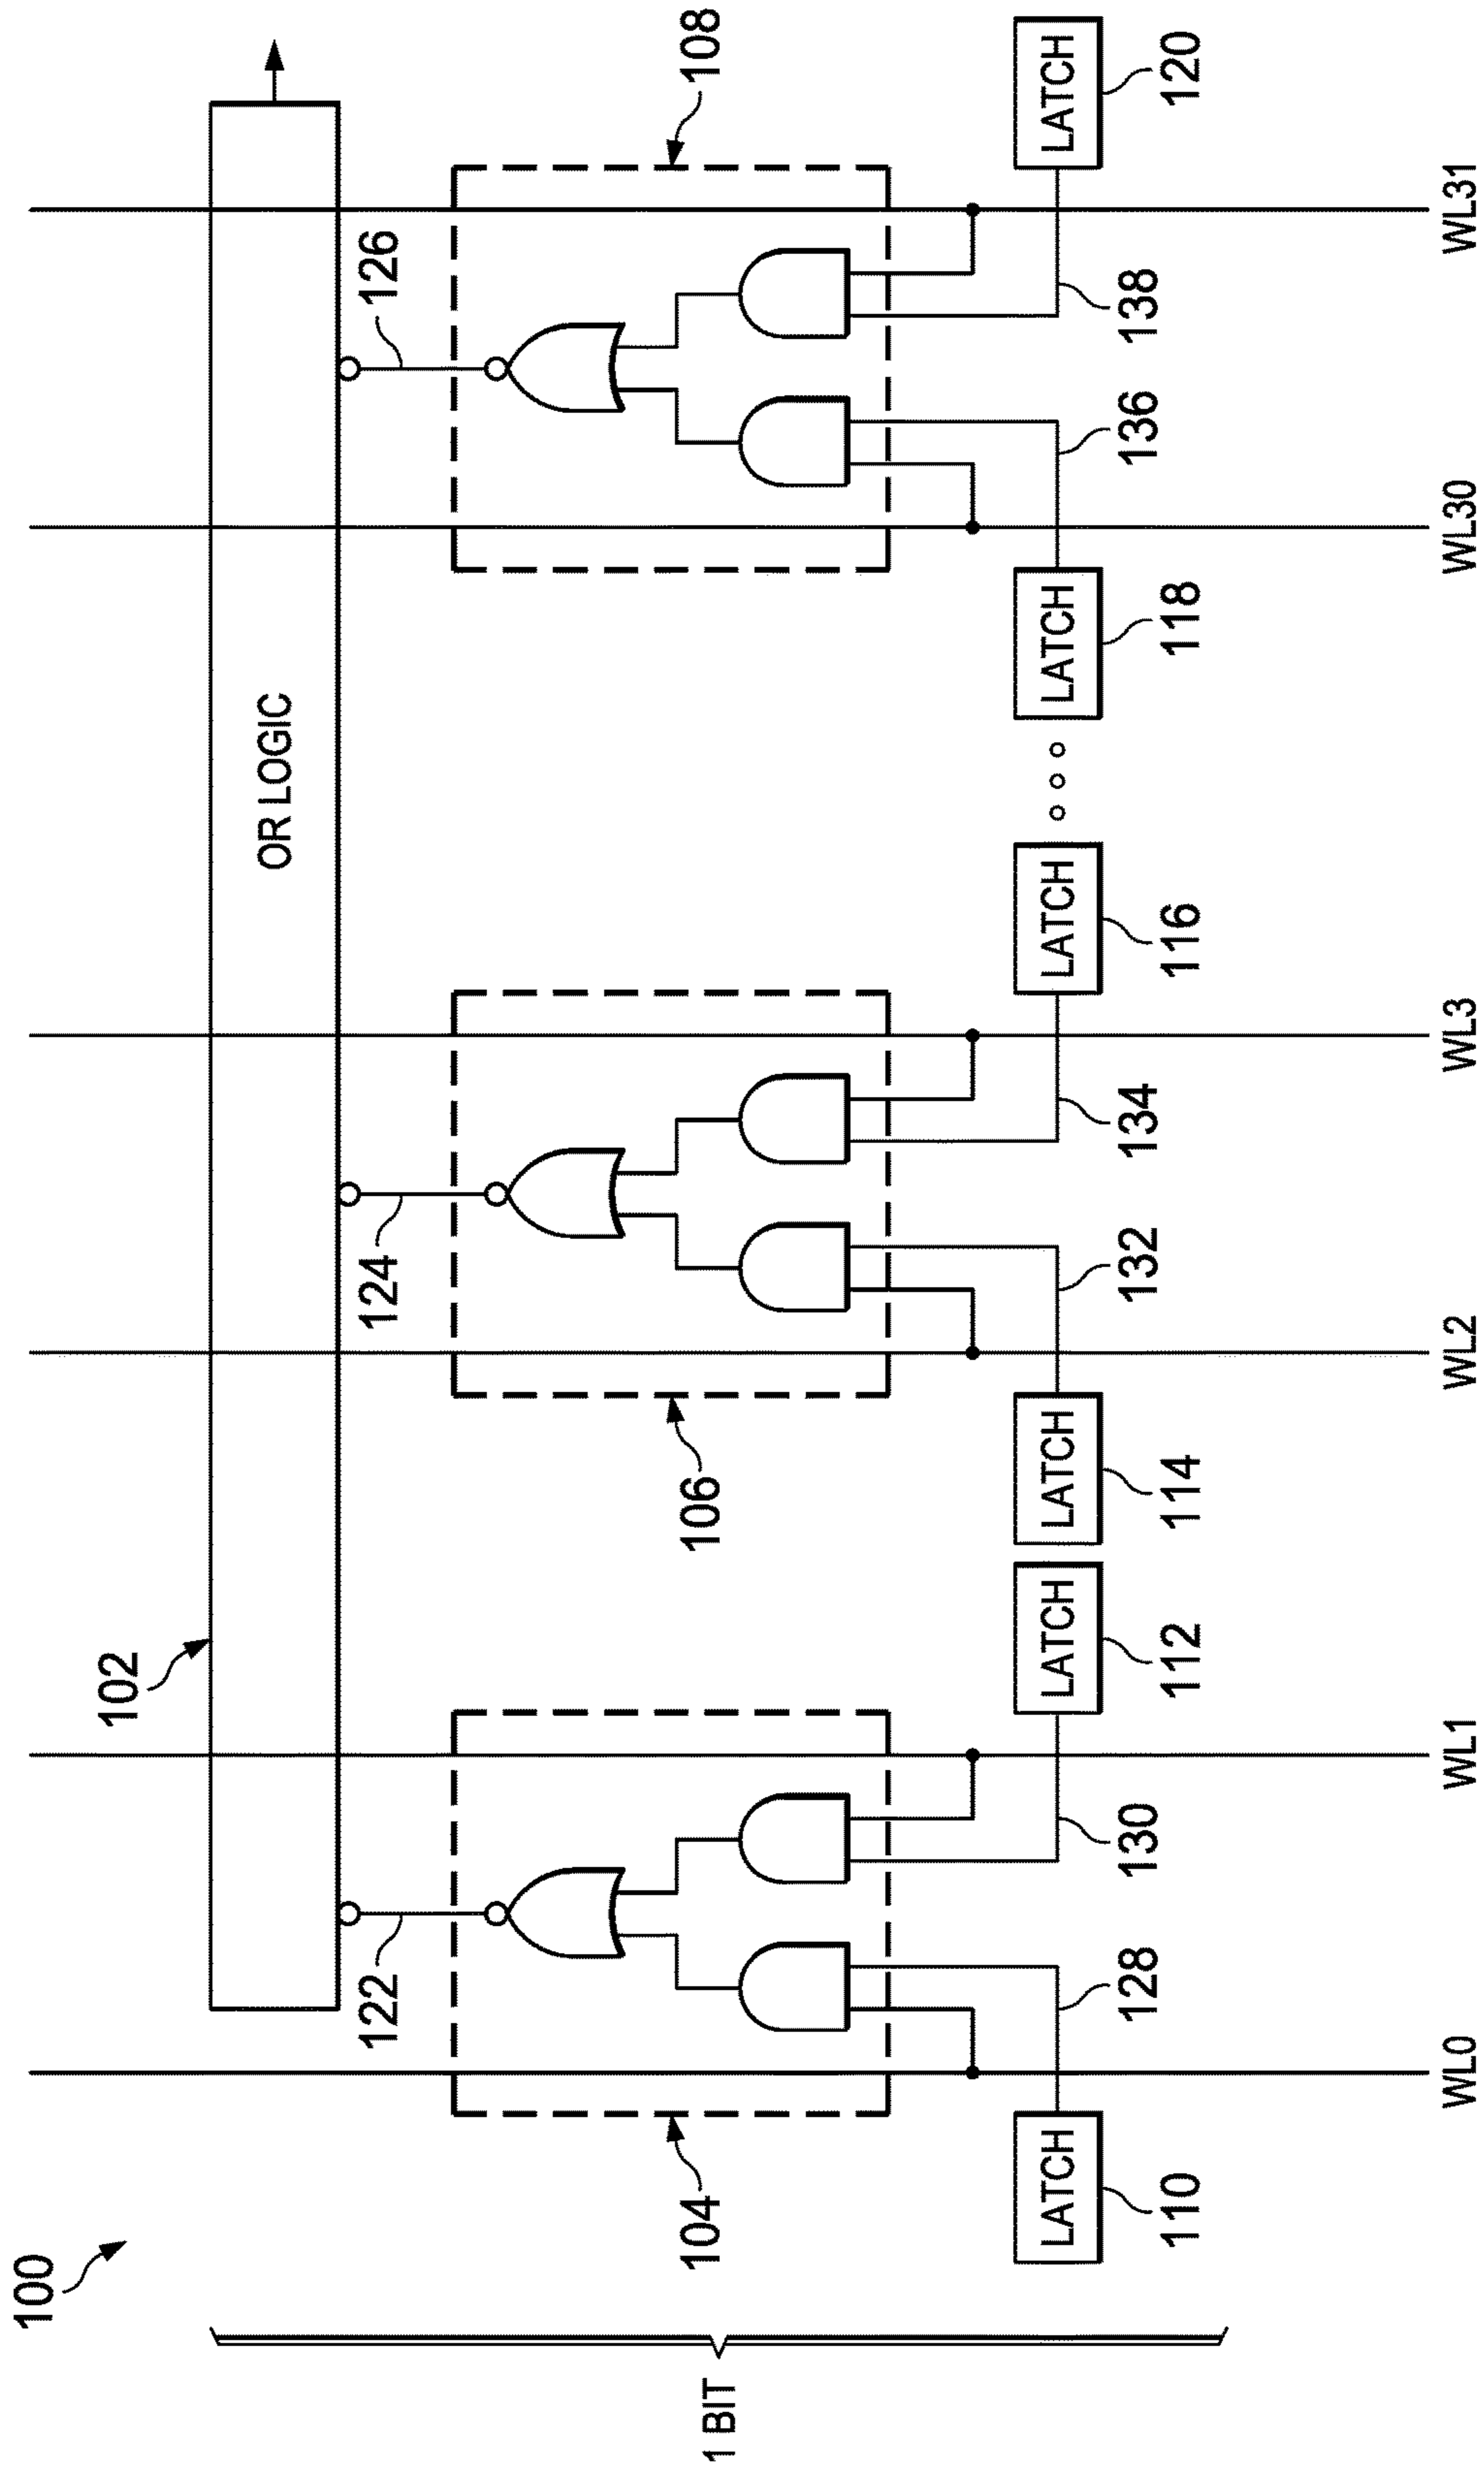 100
102
OR LOGIC
122
124
126
104
106
108
1 BIT
LATCH
LATCH
LATCH
LATCH
LATCH
LATCH
110
128
130
112
114
132
134
116
118
136
138
120
WL0
WL1
WL2
WL3
WL30
WL31